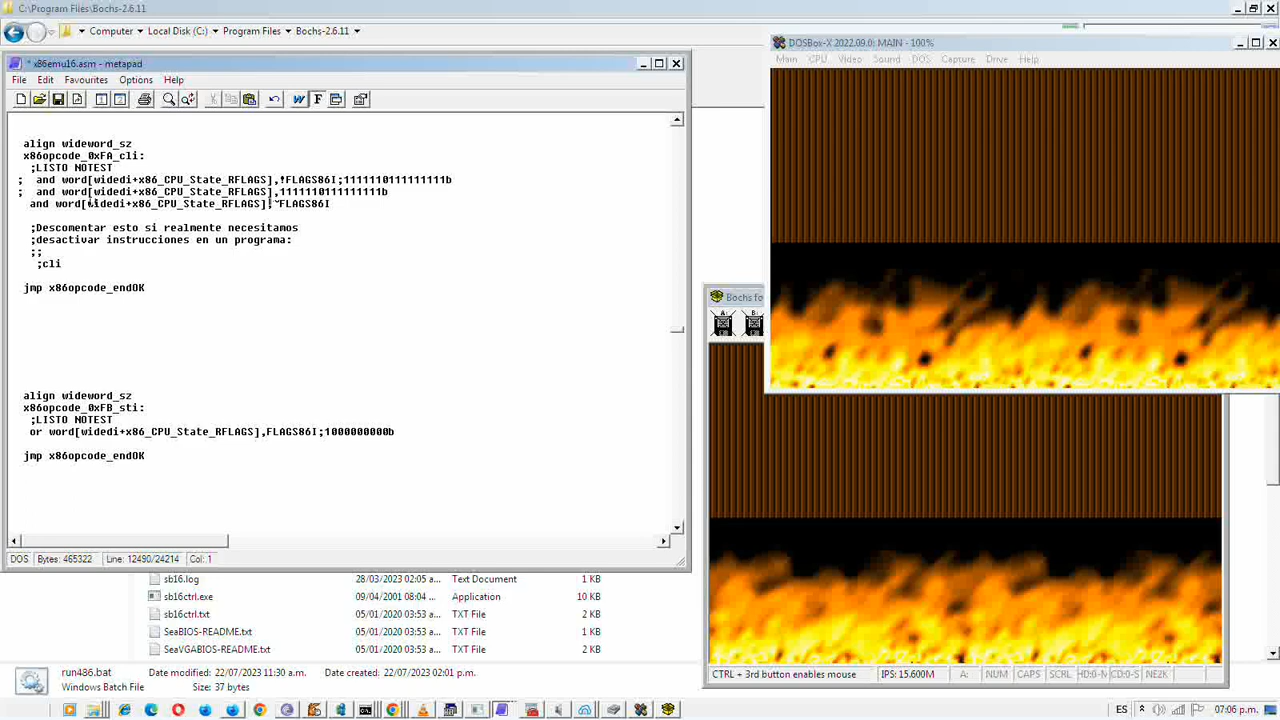 C:\Program Files\Bochs-2.6.11
Computer Local Disk (C:) Program Files Bochs-2.6.11
* x86emu16.asm - metapad
File Edit Favourites Options Help
align wideword_sz
x86opcode_0xFA_cli:
;LISTO NOTEST
; and word[widedi+x86_CPU_State_RFLAGS],!FLAGS86I;1111110111111111b
; and word[widedi+x86_CPU_State_RFLAGS],1111110111111111b
and word[widedi+x86_CPU_State_RFLAGS],~FLAGS86I
;Descomentar esto si realmente necesitamos
;desactivar instrucciones en un programa:
;;
;cli
jmp x86opcode_endOK
align wideword_sz
x86opcode_0xFB_sti:
;LISTO NOTEST
or word[widedi+x86_CPU_State_RFLAGS],FLAGS86I;1000000000b
jmp x86opcode_endOK
DOS Bytes: 465322 Line: 12490/24214 Col: 1
DOSBox-X 2022.09.0: MAIN - 100%
Main CPU Video Sound DOS Capture Drive Help
Bochs fo
A: B:
CTRL + 3rd button enables mouse IPS: 15.600M A: NUM CAPS SCRL HD:0-M CD:0-S NE2K
sb16.log 28/03/2023 02:05 a... Text Document 1 KB
sb16ctrl.exe 09/04/2001 08:04 ... Application 10 KB
sb16ctrl.txt 05/01/2020 03:53 a... TXT File 2 KB
SeaBIOS-README.txt 05/01/2020 03:53 a... TXT File 1 KB
SeaVGABIOS-README.txt 05/01/2020 03:53 a... TXT File 1 KB
run486.bat Date modified: 22/07/2023 11:30 a.m. Date created: 22/07/2023 02:01 p.m.
Windows Batch File Size: 37 bytes
ES 07:06 p.m.